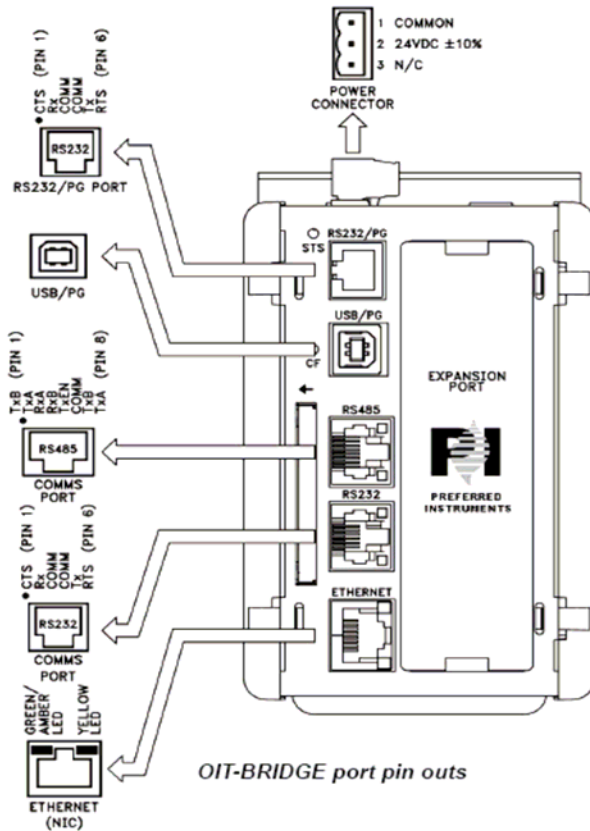 1 COMMON
2 24VDC ±10%
3 N/C
POWER
CONNECTOR
CTS (PIN 1)
Rx
COMM
COMM
Tx
RTS (PIN 6)
RS232
RS232/PG PORT
USB/PG
TxB (PIN 1)
TxA
RxA
RxB
TxEN
COMM
TxB
TxA (PIN 8)
RS485
COMMS
PORT
CTS (PIN 1)
Rx
COMM
COMM
Tx
RTS (PIN 6)
RS232
COMMS
PORT
GREEN/
AMBER
LED
YELLOW
LED
ETHERNET
(NIC)
RS232/PG
STS
USB/PG
CF
RS485
RS232
ETHERNET
EXPANSION
PORT
PREFERRED
INSTRUMENTS
OIT-BRIDGE port pin outs